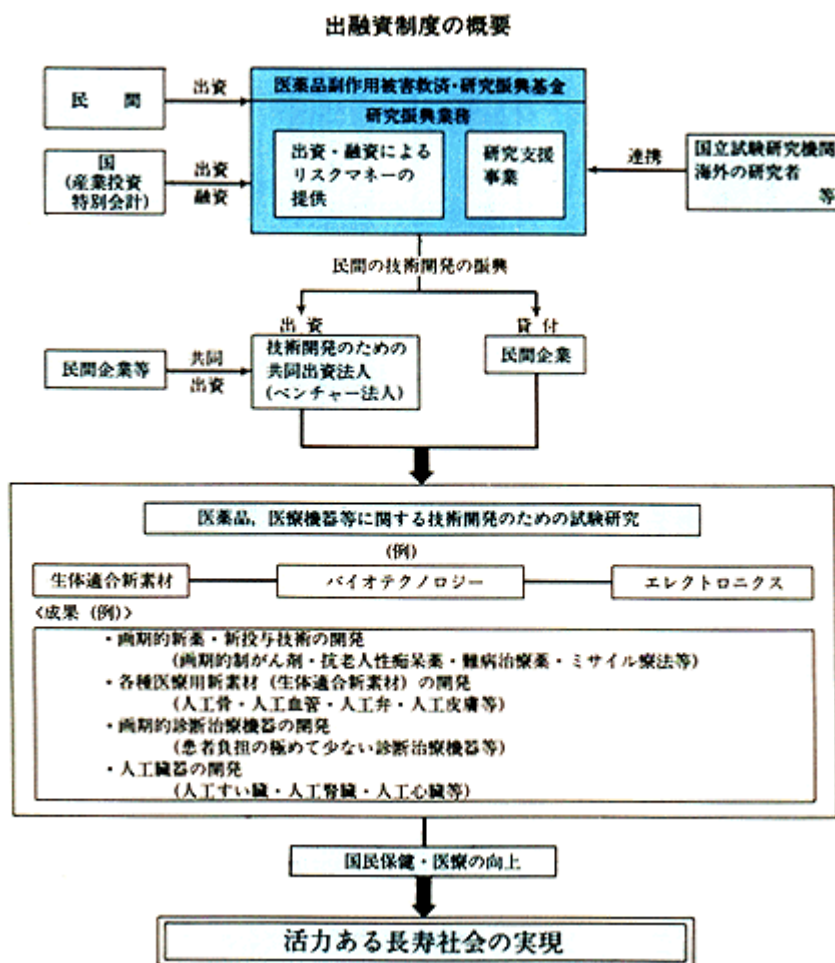 出融資制度の概要
民間
出資
医薬品副作用被害救済・研究振興基金
研究振興業務
出資・融資による
リスクマネーの
提供
研究支援
事業
国
(産業投資
特別会計)
出資
融資
連携
国立試験研究機関
海外の研究者
等
民間の技術開発の振興
出資
貸付
民間企業等
共同
出資
技術開発のための
共同出資法人
(ベンチャー法人)
民間企業
医薬品,医療機器等に関する技術開発のための試験研究
(例)
生体適合新素材
バイオテクノロジー
エレクトロニクス
<成果(例)>
・画期的新薬・新投与技術の開発
(画期的制がん剤・抗老人性痴呆薬・難病治療薬・ミサイル療法等)
・各種医療用新素材(生体適合新素材)の開発
(人工骨・人工血管・人工弁・人工皮膚等)
・画期的診断治療機器の開発
(患者負担の極めて少ない診断治療機器等)
・人工臓器の開発
(人工すい臓・人工腎臓・人工心臓等)
国民保健・医療の向上
活力ある長寿社会の実現